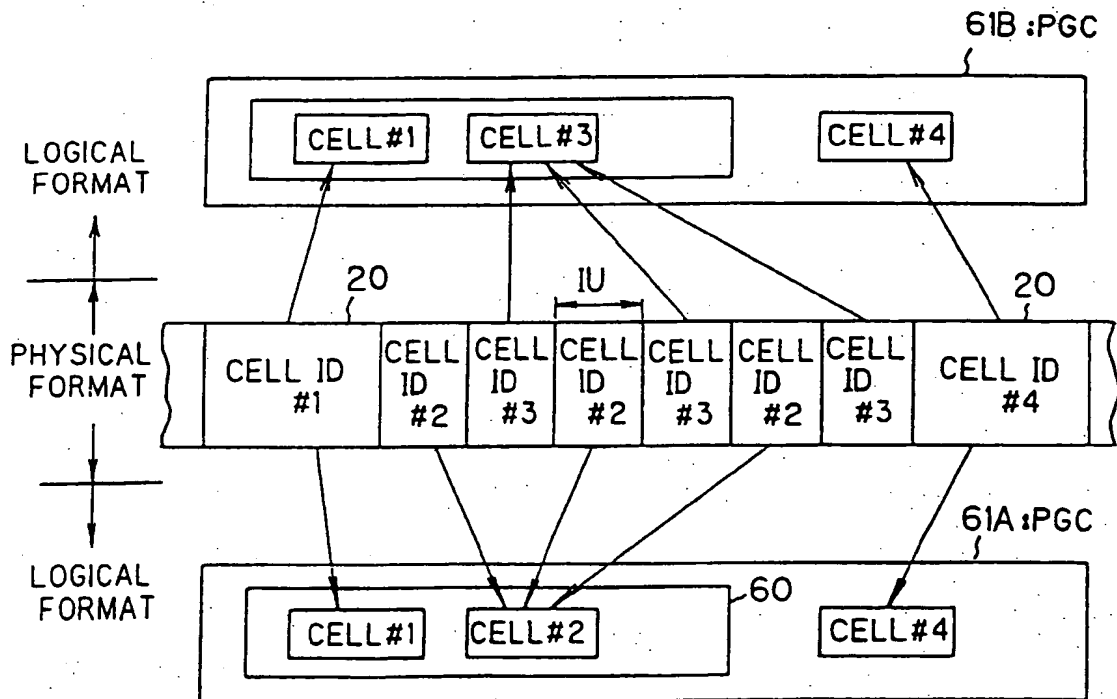 61B :PGC
CELL#1
CELL#3
CELL#4
LOGICAL
FORMAT
20
IU
20
PHYSICAL
FORMAT
CELL ID
#1
CELL
ID
#2
CELL
ID
#3
CELL
ID
#2
CELL
ID
#3
CELL
ID
#2
CELL
ID
#3
CELL ID
#4
61A :PGC
LOGICAL
FORMAT
60
CELL#1
CELL#2
CELL#4